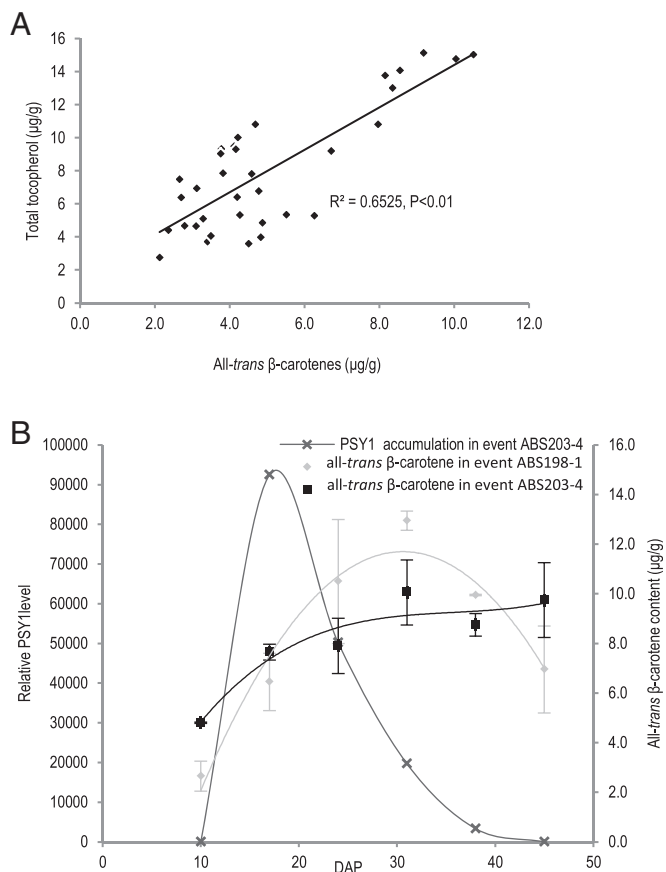 A
16
14
12
10
8
6
4
2
0
Total tocopherol (µg/g)
R² = 0.6525, P<0.01
0.0 2.0 4.0 6.0 8.0 10.0 12.0
All-trans β-carotenes (µg/g)
B
PSY1 accumulation in event ABS203-4
all-trans β-carotene in event ABS198-1
all-trans β-carotene in event ABS203-4
100000
90000
80000
70000
60000
50000
40000
30000
20000
10000
0
Relative PSY1level
16.0
14.0
12.0
10.0
8.0
6.0
4.0
2.0
0.0
All-trans β-carotene content (µg/g)
0 10 20 30 40 50
DAP